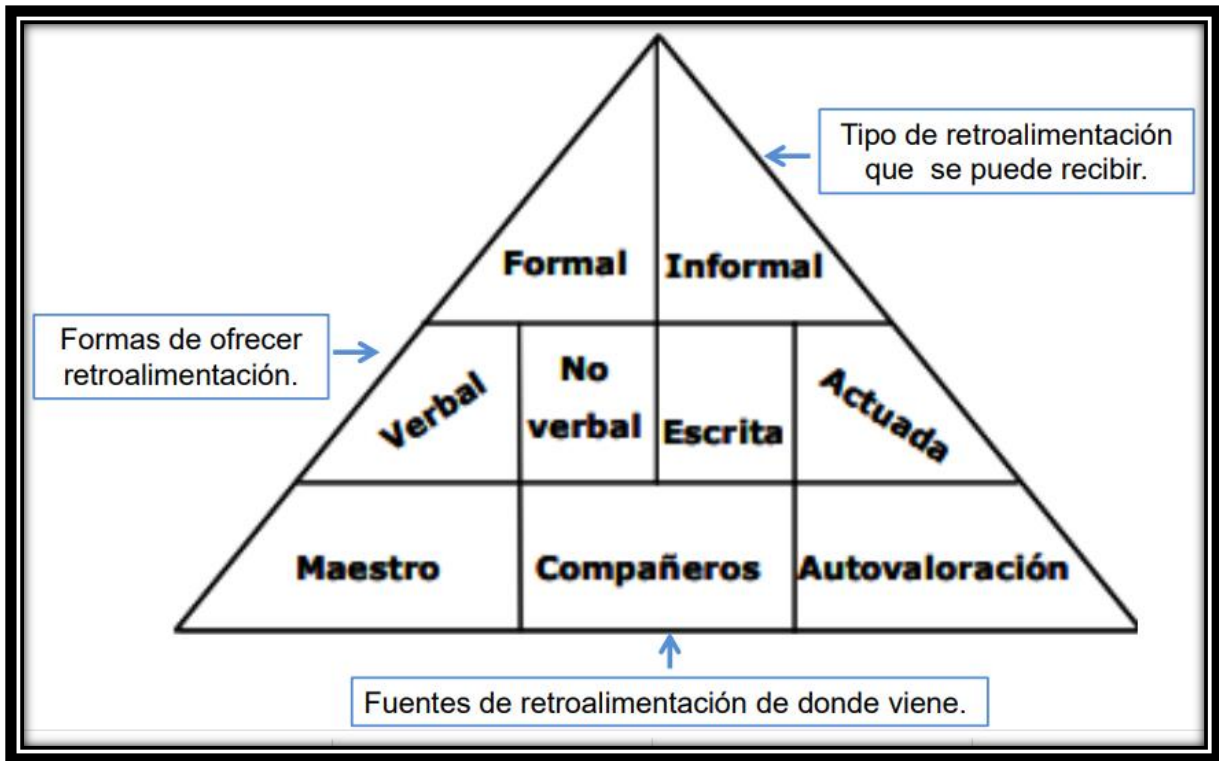 Tipo de retroalimentación
que se puede recibir.
Formal
Informal
Formas de ofrecer
retroalimentación.
Verbal
No
verbal
Escrita
Actuada
Maestro
Compañeros
Autovaloración
Fuentes de retroalimentación de donde viene.